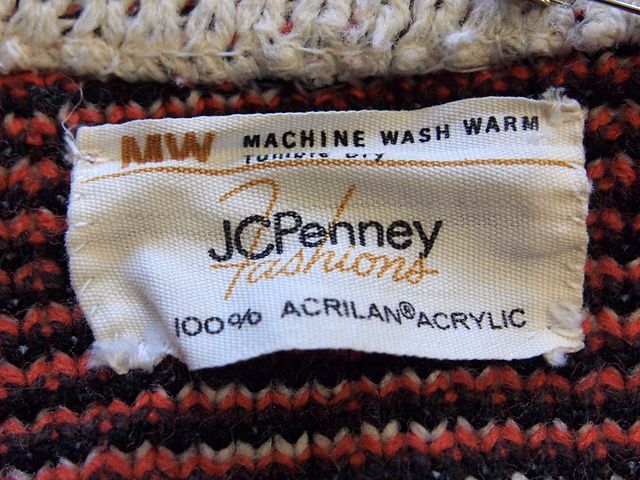 MW MACHINE WASH WARM
Tumble Dry
JCPenney
Fashions
100% ACRILAN® ACRYLIC